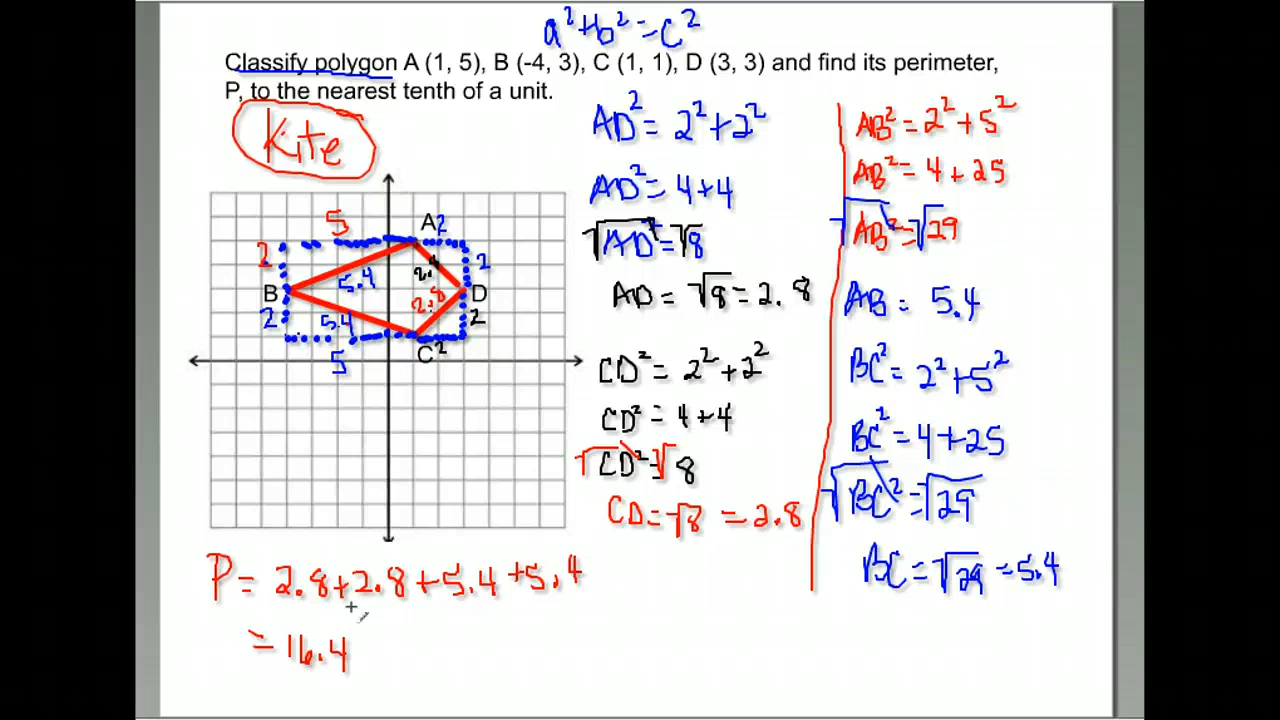 a² + b² = c²
Classify polygon A (1, 5), B (-4, 3), C (1, 1), D (3, 3) and find its perimeter,
P, to the nearest tenth of a unit.
Kite
5
A 2
2
2
5.4
2.8
B
D
2.8
2
5.4
2
C 2
5
AD² = 2² + 2²
AD² = 4 + 4
√AD² = √8
AD = √8 = 2.8
CD² = 2² + 2²
CD² = 4 + 4
√CD² = √8
CD = √8 = 2.8
AB² = 2² + 5²
AB² = 4 + 25
√AB² = √29
AB = 5.4
BC² = 2² + 5²
BC² = 4 + 25
√BC² = √29
BC = √29 = 5.4
P = 2.8 + 2.8 + 5.4 + 5.4
= 16.4